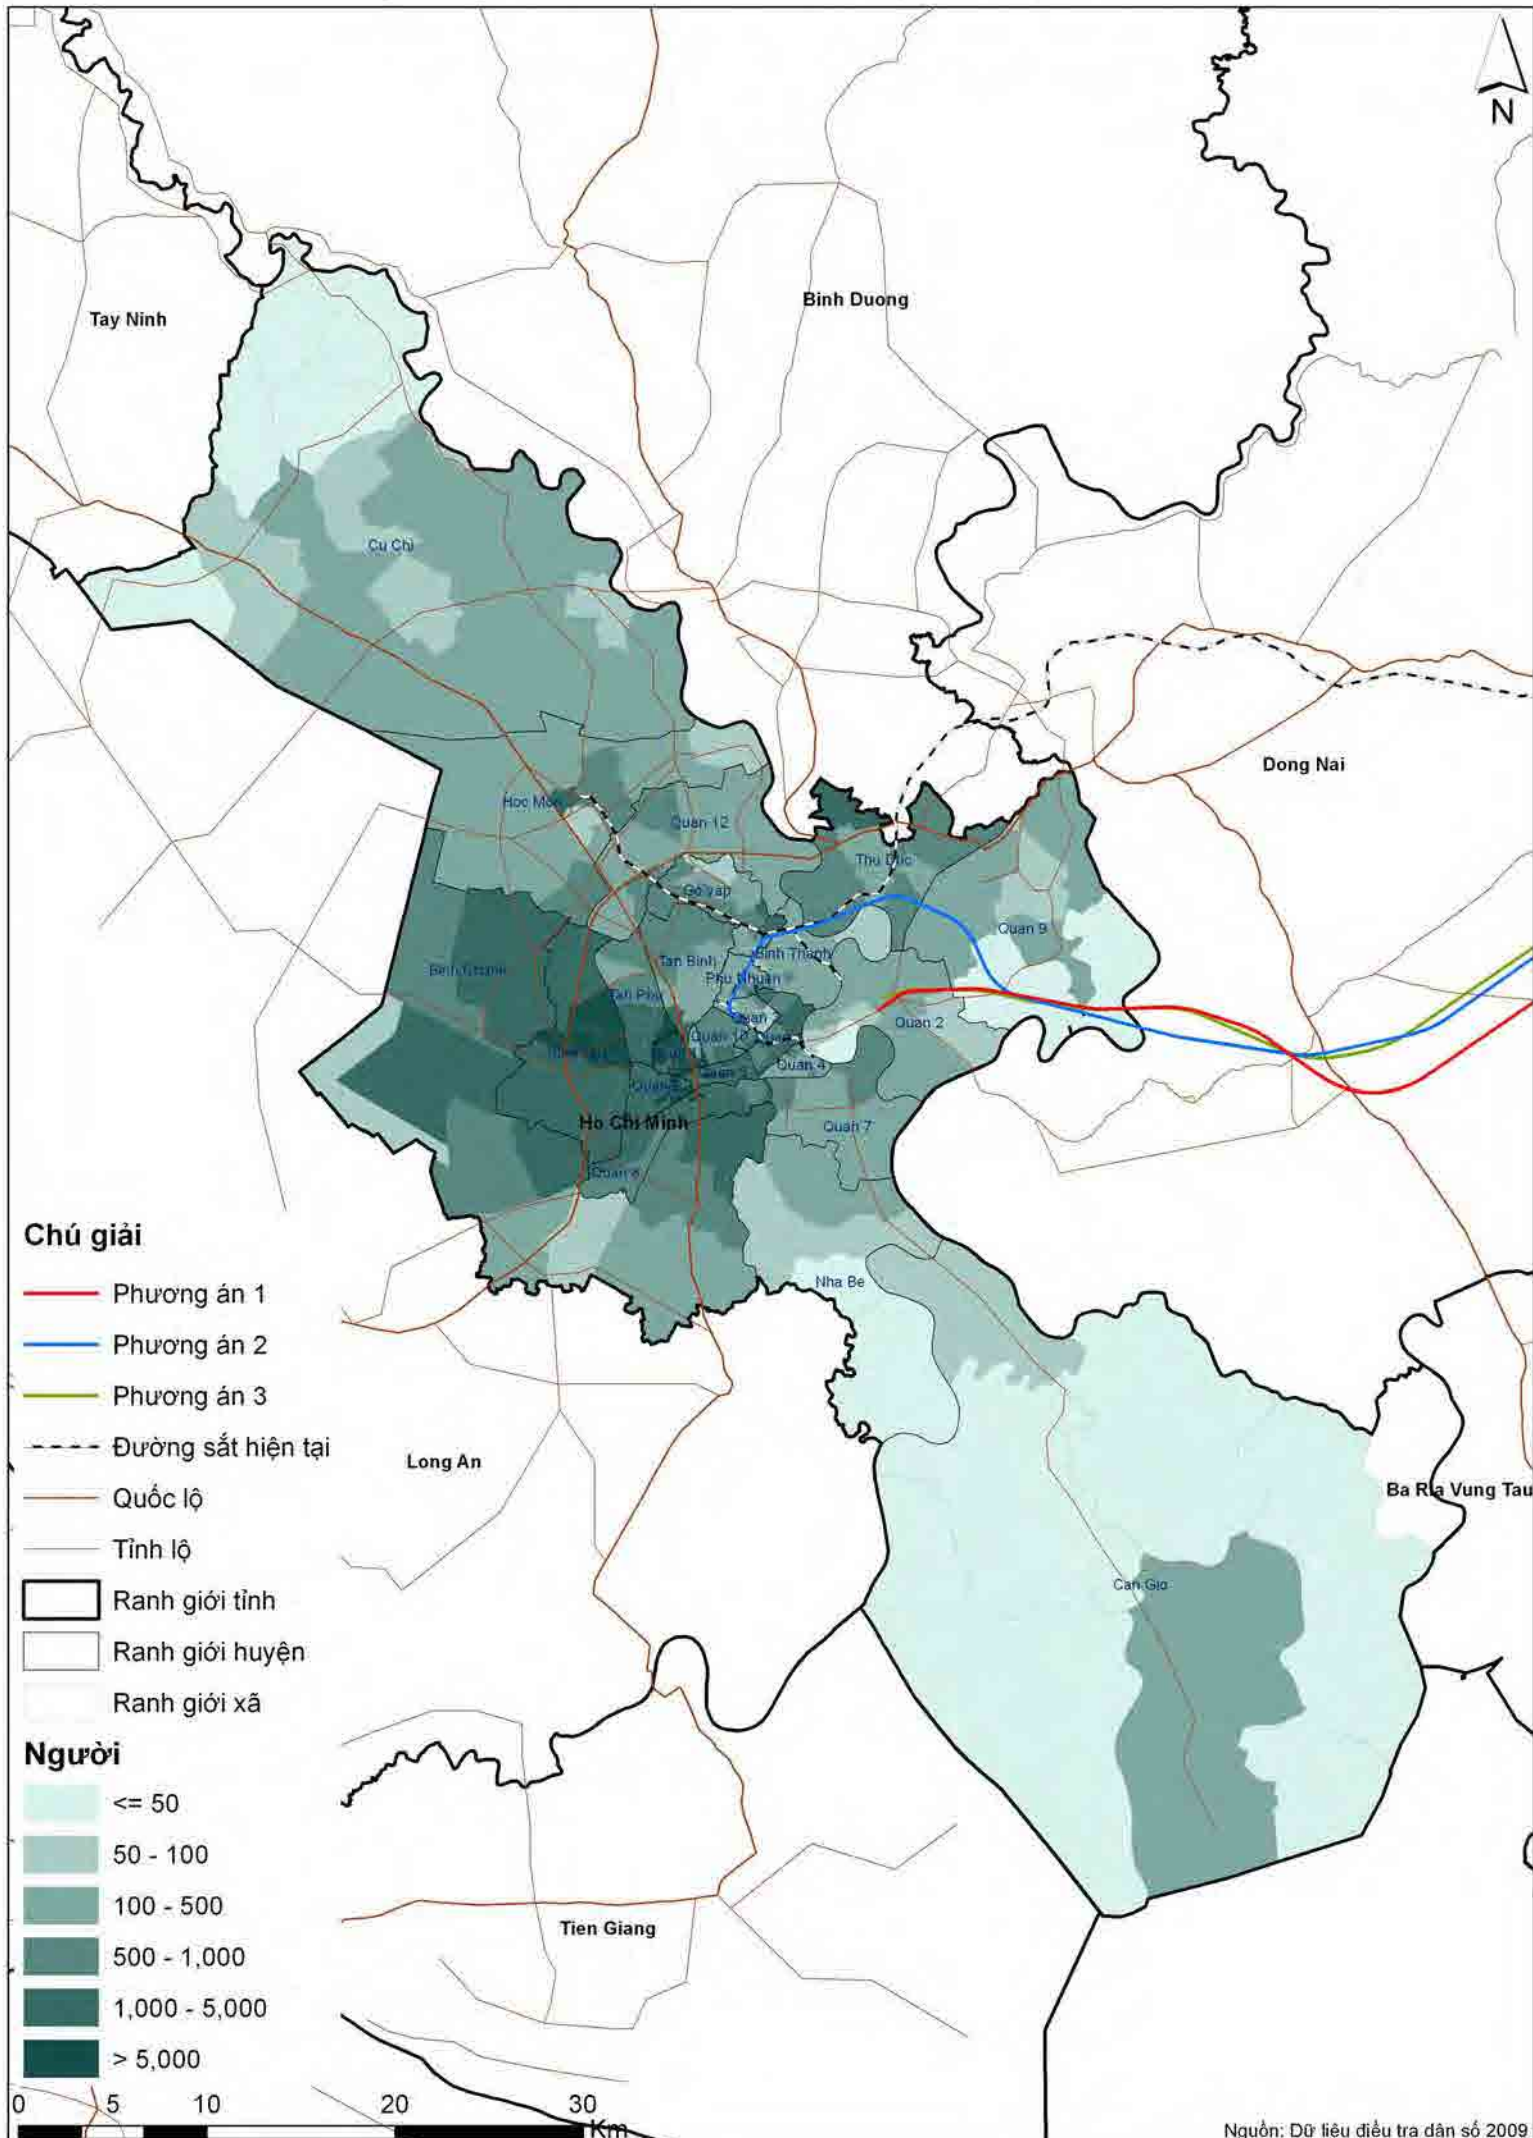 N
Tay Ninh
Binh Duong
Cu Chi
Dong Nai
Hoc Mon
Quan 12
Thu Duc
Go Vap
Quan 9
Tan Binh
Binh Thanh
Phu Nhuan
Tan Phu
Quan 2
Quan 10
Quan 4
Ho Chi Minh
Quan 7
Quan 8
Nha Be
Long An
Ba Ria Vung Tau
Can Gio
Tien Giang
Chú giải
Phương án 1
Phương án 2
Phương án 3
Đường sắt hiện tại
Quốc lộ
Tỉnh lộ
Ranh giới tỉnh
Ranh giới huyện
Ranh giới xã
Người
<= 50
50 - 100
100 - 500
500 - 1,000
1,000 - 5,000
> 5,000
0 5 10 20 30
Km
Nguồn: Dữ liệu điều tra dân số 2009